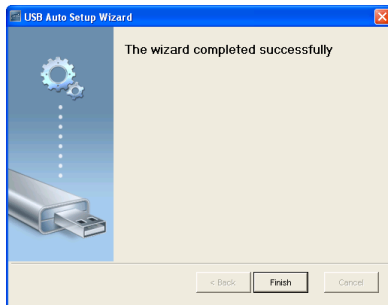 USB Auto Setup Wizard
The wizard completed successfully
< Back
Finish
Cancel